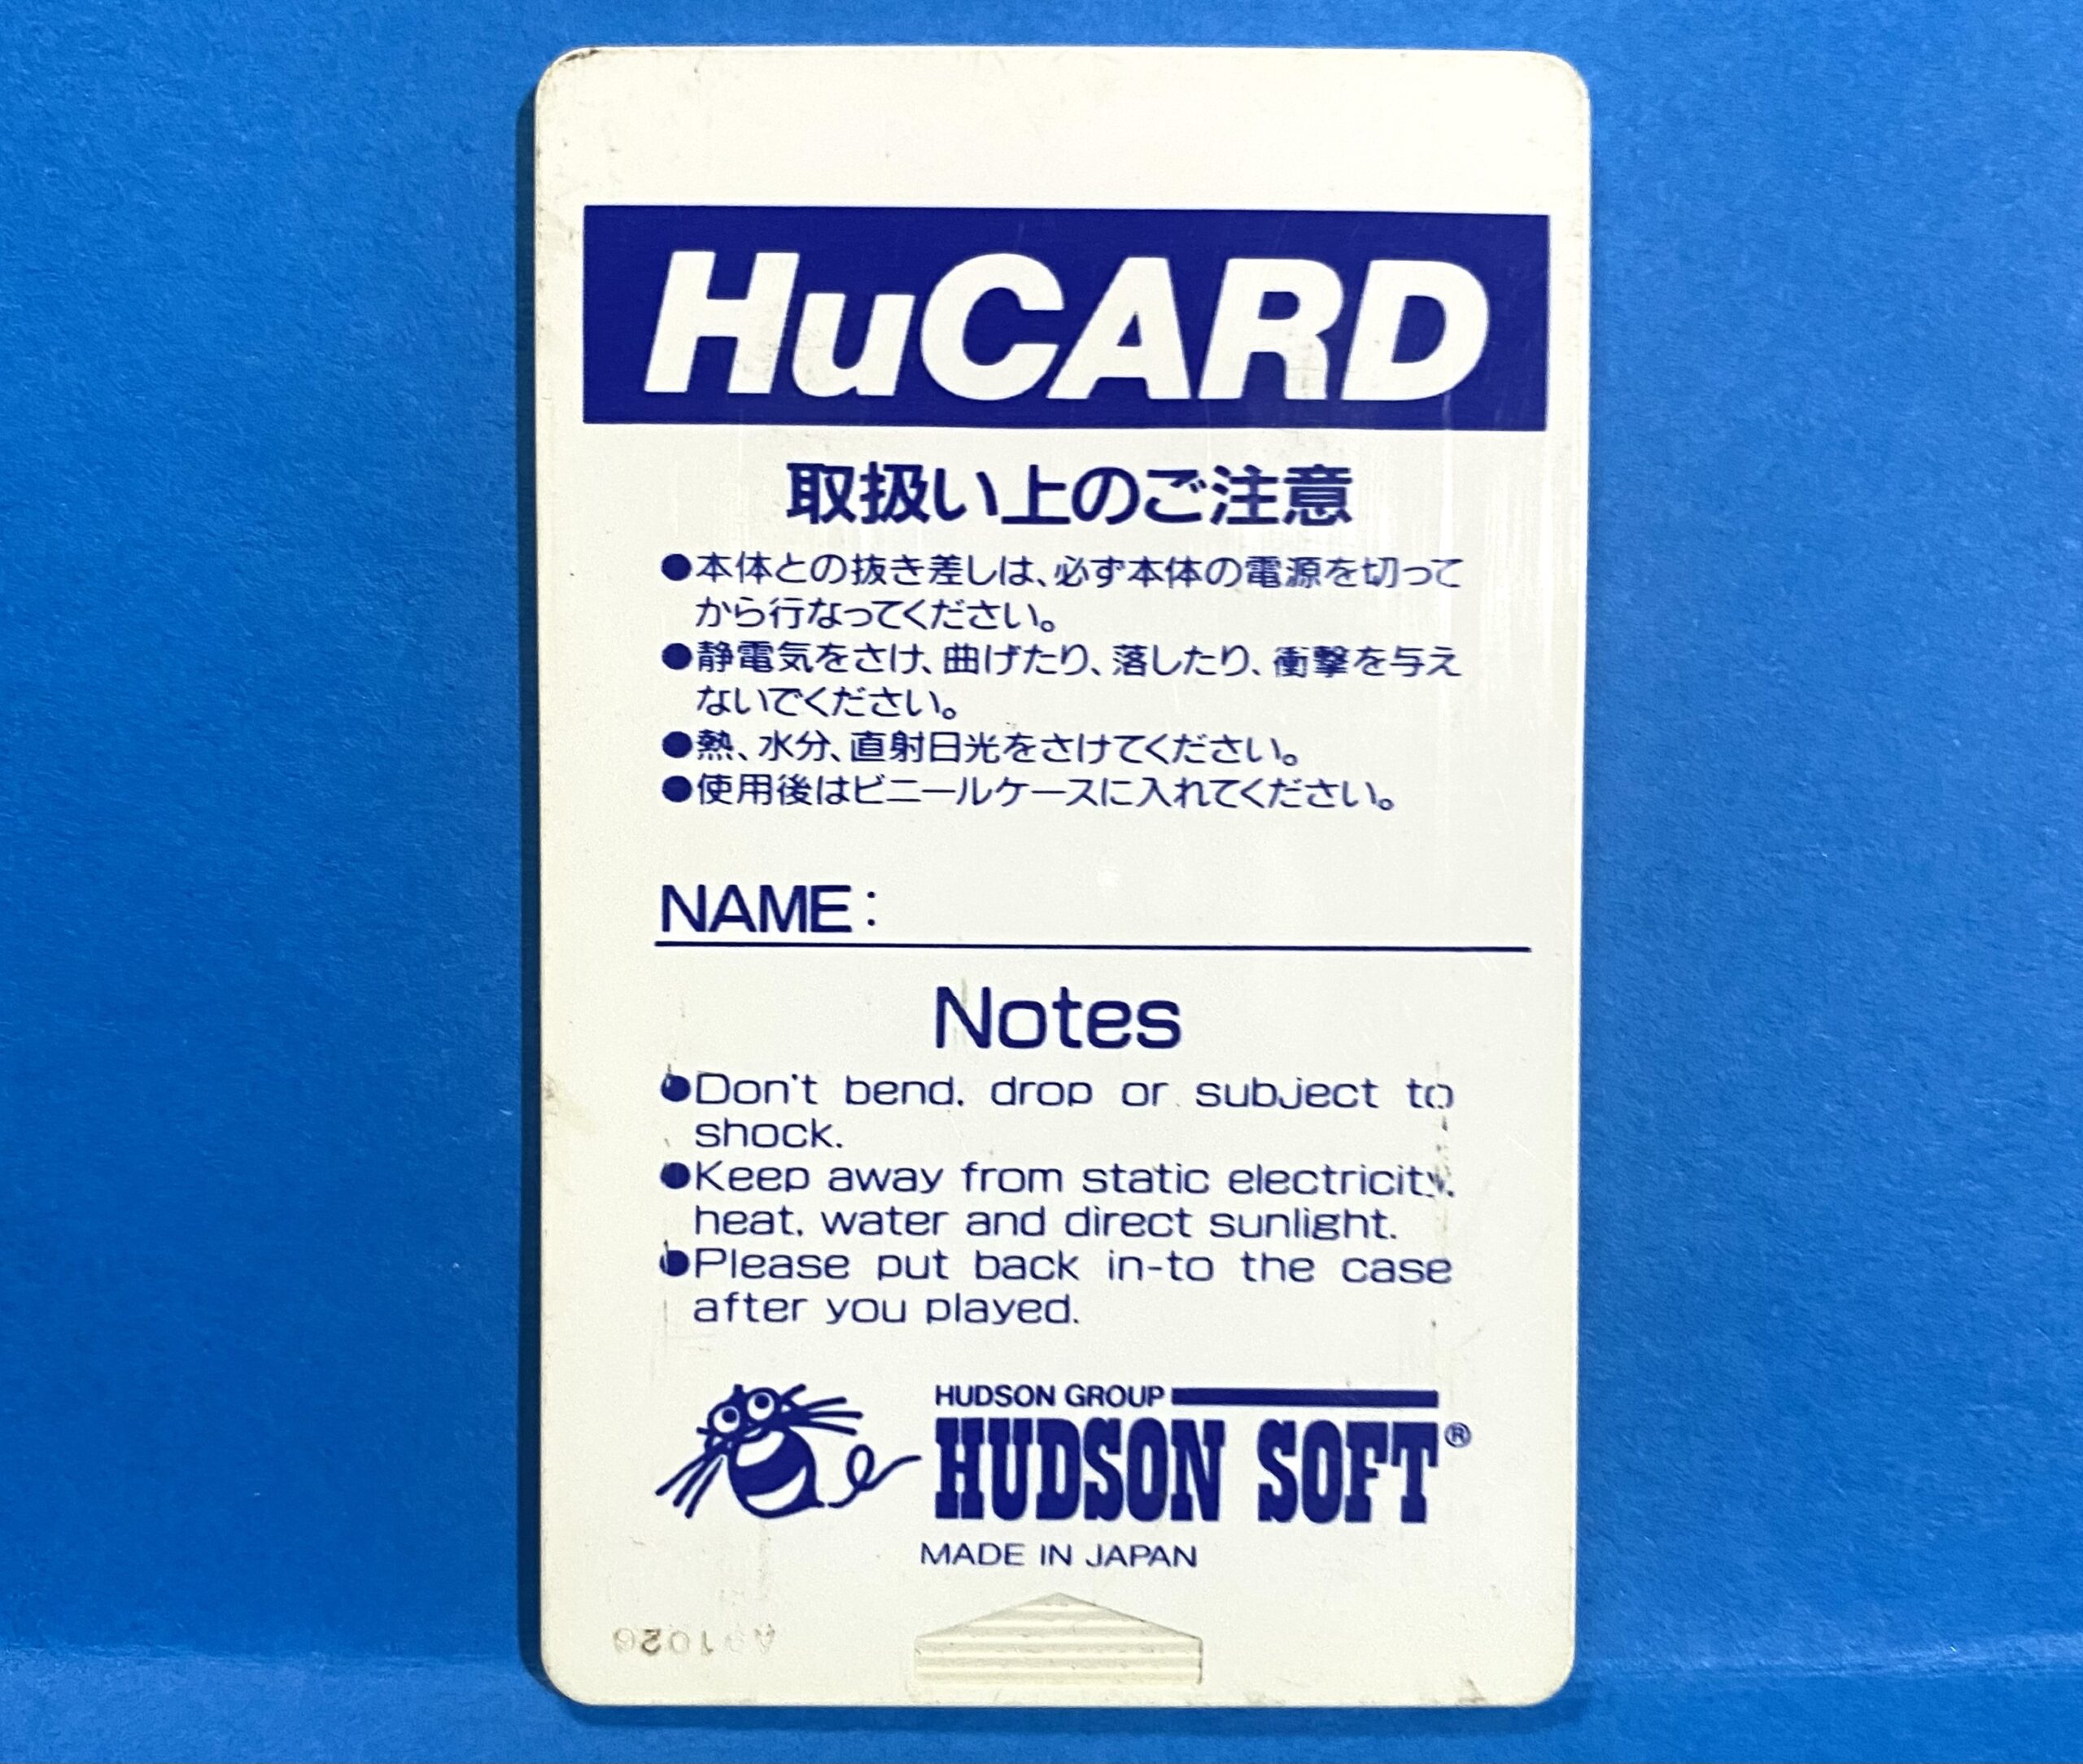 HuCARD
取扱い上のご注意
●本体との抜き差しは、必ず本体の電源を切って
から行なってください。
●静電気をさけ、曲げたり、落したり、衝撃を与え
ないでください。
●熱、水分、直射日光をさけてください。
●使用後はビニールケースに入れてください。
NAME:
Notes
●Don't bend, drop or subject to
shock.
●Keep away from static electricity,
heat, water and direct sunlight.
●Please put back in-to the case
after you played.
HUDSON GROUP
HUDSON SOFT®
MADE IN JAPAN